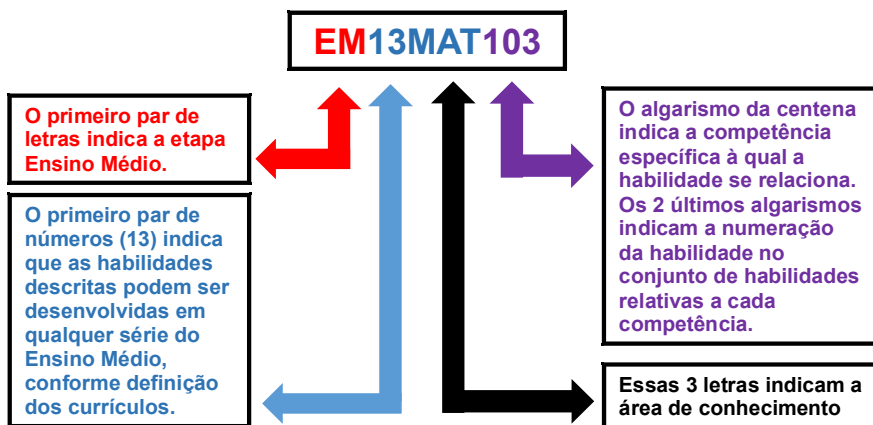 EM13MAT103
O primeiro par de
letras indica a etapa
Ensino Médio.
O primeiro par de
números (13) indica
que as habilidades
descritas podem ser
desenvolvidas em
qualquer série do
Ensino Médio,
conforme definição
dos currículos.
O algarismo da centena
indica a competência
específica à qual a
habilidade se relaciona.
Os 2 últimos algarismos
indicam a numeração
da habilidade no
conjunto de habilidades
relativas a cada
competência.
Essas 3 letras indicam a
área de conhecimento